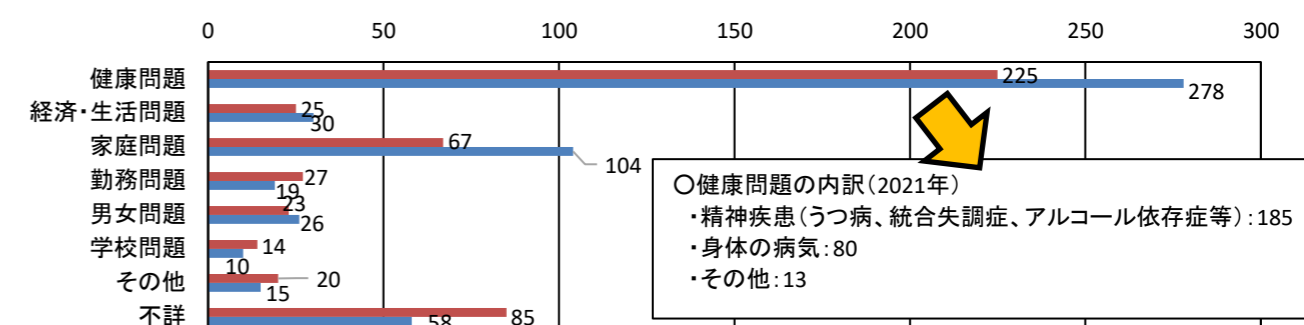 0 50 100 150 200 250 300
健康問題 225
278
経済・生活問題 25
30
家庭問題 67
104
勤務問題 27
19
男女問題 23
26
学校問題 14
10
その他 20
15
不詳 85
58
〇健康問題の内訳(2021年)
・精神疾患(うつ病、統合失調症、アルコール依存症等):185
・身体の病気:80
・その他:13